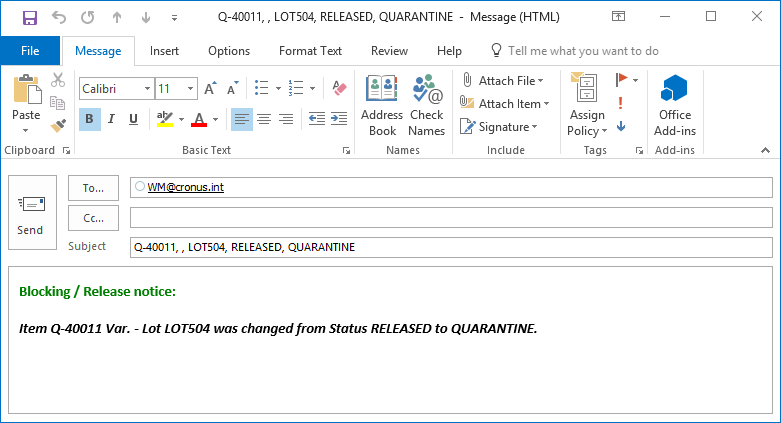 Q-40011, , LOT504, RELEASED, QUARANTINE - Message (HTML)
File Message Insert Options Format Text Review Help Tell me what you want to do
Paste
Clipboard
Calibri 11
A A
B I U ab A
Basic Text
Address Book
Check Names
Names
Attach File
Attach Item
Signature
Include
Assign Policy
Tags
Office Add-ins
Add-ins
Send
To... WM@cronus.int
Cc...
Subject Q-40011, , LOT504, RELEASED, QUARANTINE
Blocking / Release notice:
Item Q-40011 Var. - Lot LOT504 was changed from Status RELEASED to QUARANTINE.